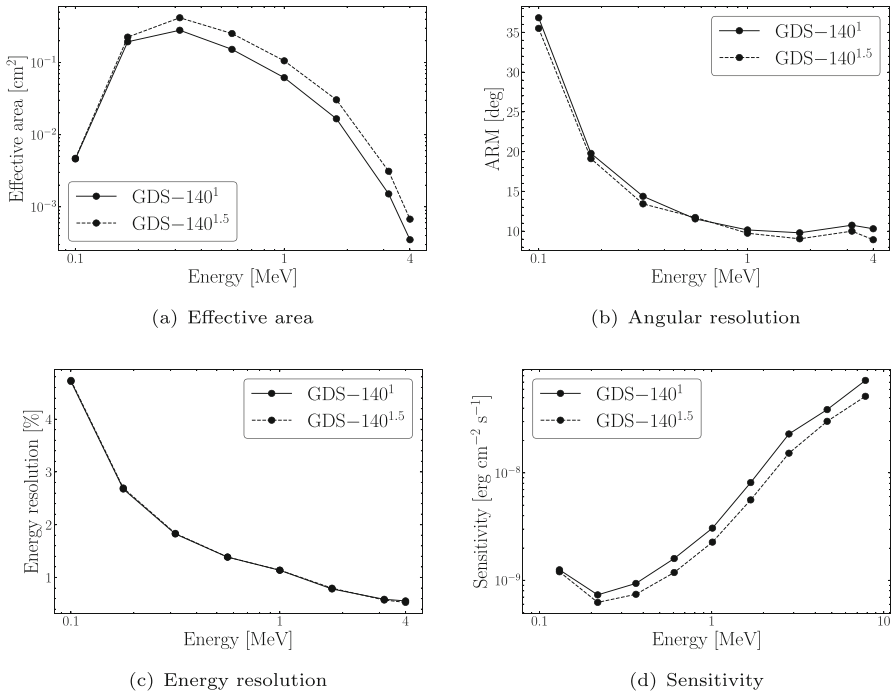 Effective area [cm²]
10⁻¹
10⁻²
10⁻³
GDS−140¹
GDS−140¹·⁵
0.1 1 4
Energy [MeV]
(a) Effective area
ARM [deg]
35
30
25
20
15
10
GDS−140¹
GDS−140¹·⁵
0.1 1 4
Energy [MeV]
(b) Angular resolution
Energy resolution [%]
4
3
2
1
GDS−140¹
GDS−140¹·⁵
0.1 1 4
Energy [MeV]
(c) Energy resolution
Sensitivity [erg cm⁻² s⁻¹]
10⁻⁸
10⁻⁹
GDS−140¹
GDS−140¹·⁵
0.1 1 10
Energy [MeV]
(d) Sensitivity